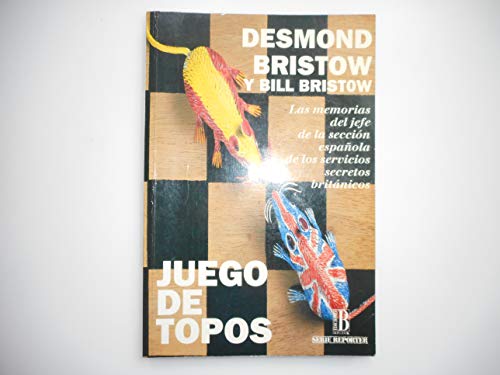 DESMOND
BRISTOW
Y BILL BRISTOW
Las memorias
del jefe
de la sección
española
de los servicios
secretos
británicos
JUEGO
DE
TOPOS
B
SERIE REPORTER